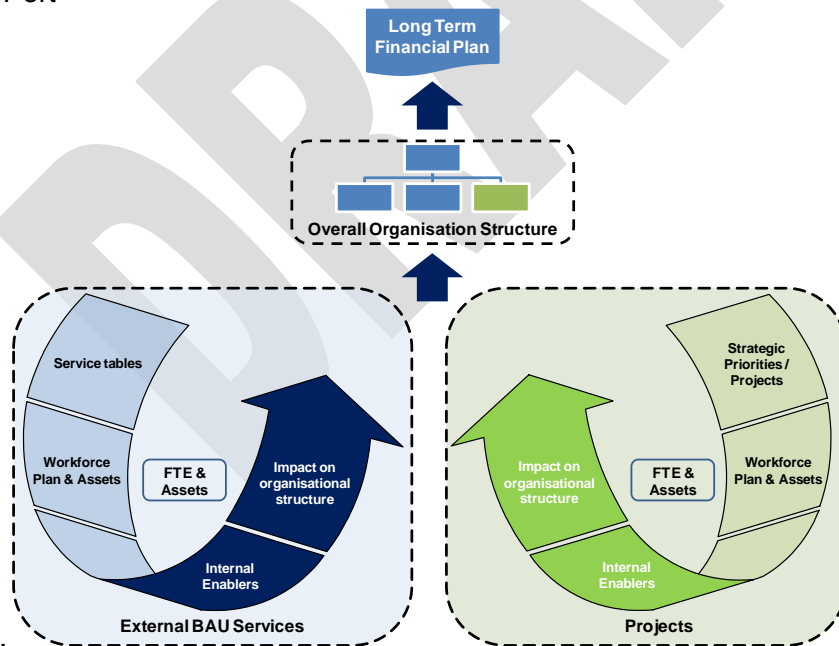 Long Term
Financial Plan
Overall Organisation Structure
Service tables
Workforce
Plan & Assets
FTE &
Assets
Impact on
organisational
structure
Internal
Enablers
External BAU Services
Strategic
Priorities /
Projects
Impact on
organisational
structure
FTE &
Assets
Workforce
Plan & Assets
Internal
Enablers
Projects